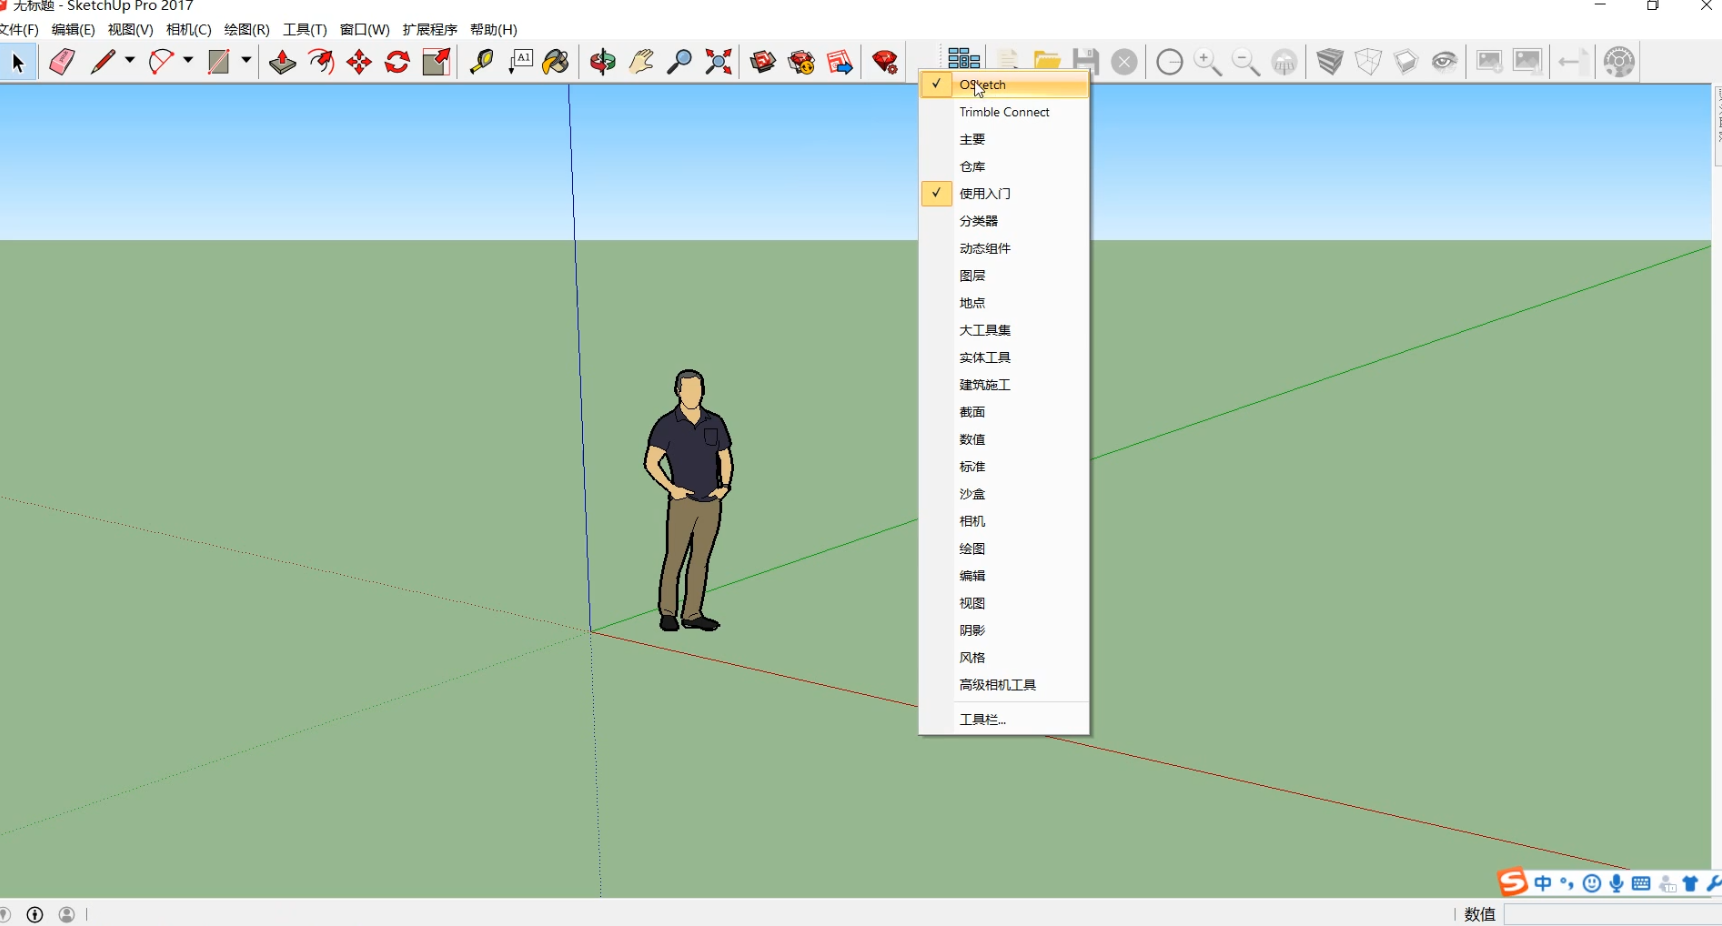 无标题 - SketchUp Pro 2017
文件(F) 编辑(E) 视图(V) 相机(C) 绘图(R) 工具(T) 窗口(W) 扩展程序 帮助(H)
A1
OSketch
Trimble Connect
主要
仓库
使用入门
分类器
动态组件
图层
地点
大工具集
实体工具
建筑施工
截面
数值
标准
沙盒
相机
绘图
编辑
视图
阴影
风格
高级相机工具
工具栏...
S 中
数值